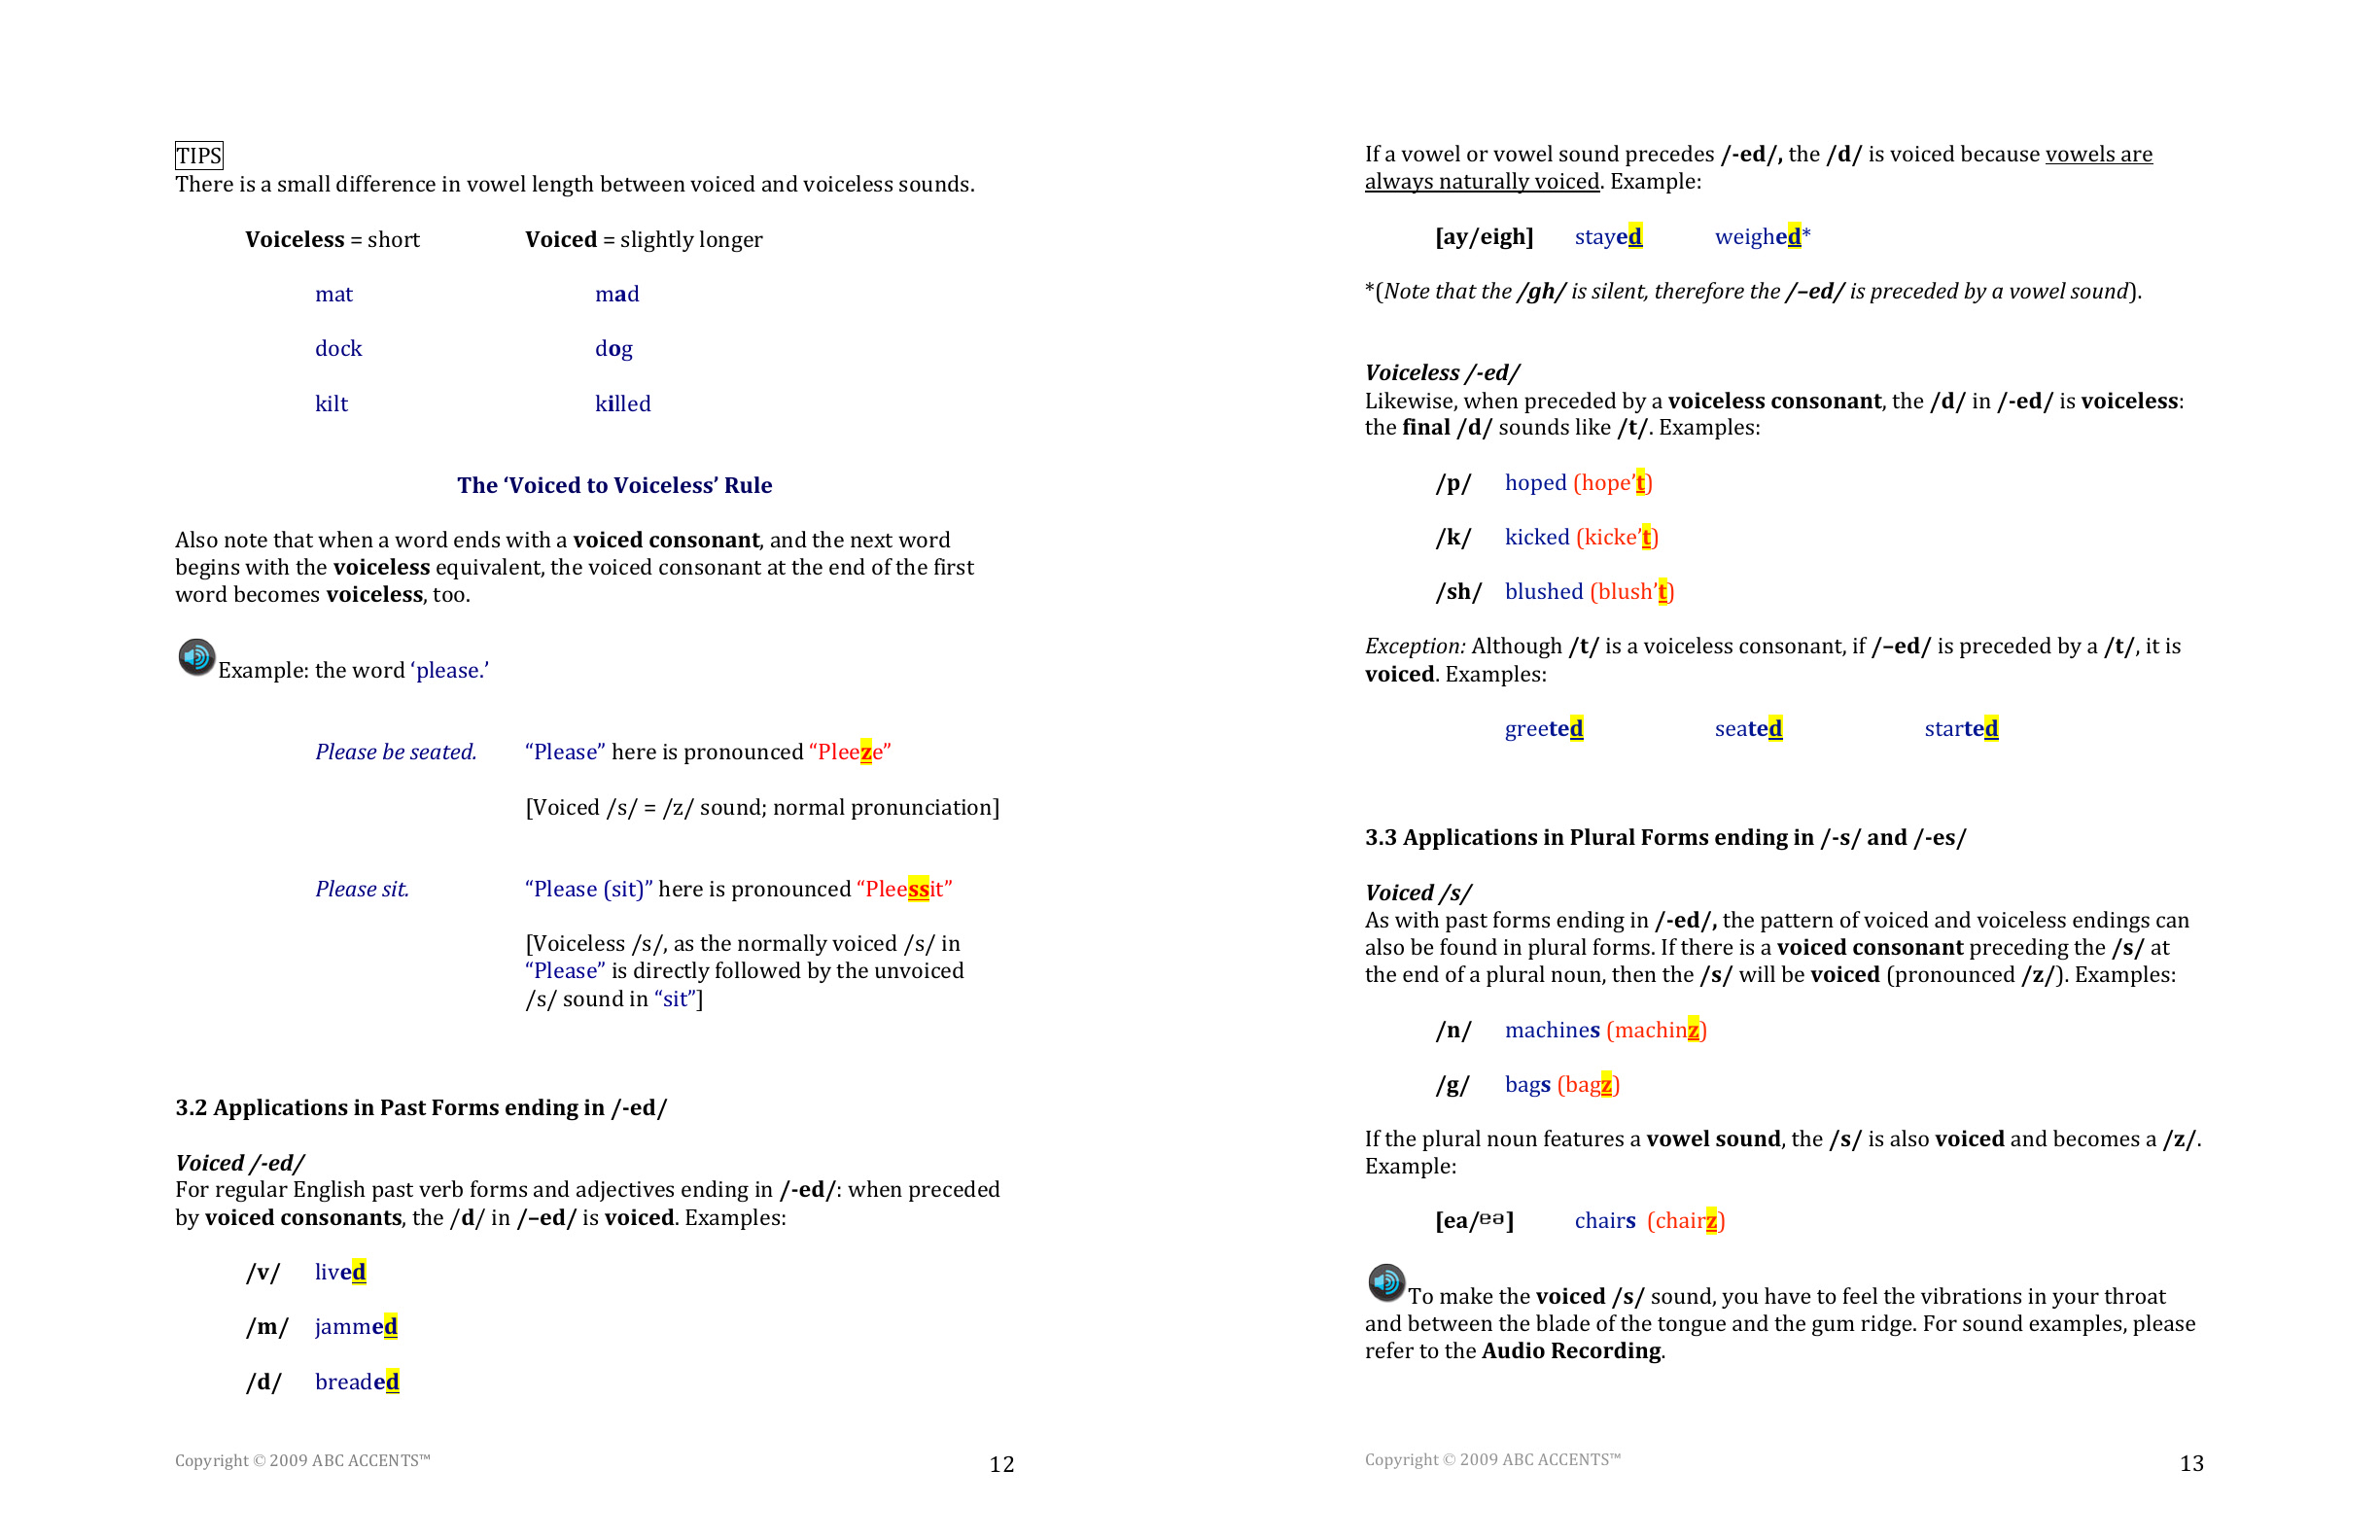 TIPS
There is a small difference in vowel length between voiced and voiceless sounds.
Voiceless = short Voiced = slightly longer
mat mad
dock dog
kilt killed
The ‘Voiced to Voiceless’ Rule
Also note that when a word ends with a voiced consonant, and the next word
begins with the voiceless equivalent, the voiced consonant at the end of the first
word becomes voiceless, too.
Example: the word ‘please.’
Please be seated. “Please” here is pronounced “Pleeze”
[Voiced /s/ = /z/ sound; normal pronunciation]
Please sit. “Please (sit)” here is pronounced “Pleessit”
[Voiceless /s/, as the normally voiced /s/ in
“Please” is directly followed by the unvoiced
/s/ sound in “sit”]
3.2 Applications in Past Forms ending in /-ed/
Voiced /-ed/
For regular English past verb forms and adjectives ending in /-ed/: when preceded
by voiced consonants, the /d/ in /–ed/ is voiced. Examples:
/v/ lived
/m/ jammed
/d/ breaded
Copyright © 2009 ABC ACCENTS™ 12
If a vowel or vowel sound precedes /-ed/, the /d/ is voiced because vowels are
always naturally voiced. Example:
[ay/eigh] stayed weighed*
*(Note that the /gh/ is silent, therefore the /–ed/ is preceded by a vowel sound).
Voiceless /-ed/
Likewise, when preceded by a voiceless consonant, the /d/ in /-ed/ is voiceless:
the final /d/ sounds like /t/. Examples:
/p/ hoped (hope’t)
/k/ kicked (kicke’t)
/sh/ blushed (blush’t)
Exception: Although /t/ is a voiceless consonant, if /–ed/ is preceded by a /t/, it is
voiced. Examples:
greeted seated started
3.3 Applications in Plural Forms ending in /-s/ and /-es/
Voiced /s/
As with past forms ending in /-ed/, the pattern of voiced and voiceless endings can
also be found in plural forms. If there is a voiced consonant preceding the /s/ at
the end of a plural noun, then the /s/ will be voiced (pronounced /z/). Examples:
/n/ machines (machinz)
/g/ bags (bagz)
If the plural noun features a vowel sound, the /s/ is also voiced and becomes a /z/.
Example:
[ea/eə] chairs (chairz)
To make the voiced /s/ sound, you have to feel the vibrations in your throat
and between the blade of the tongue and the gum ridge. For sound examples, please
refer to the Audio Recording.
Copyright © 2009 ABC ACCENTS™ 13